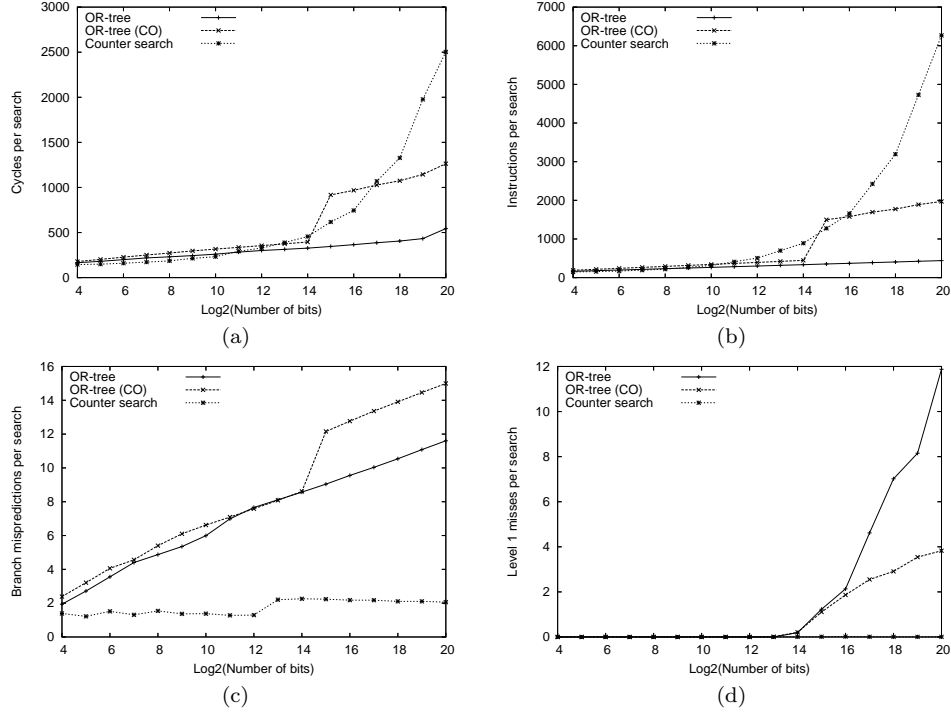 OR-tree
OR-tree (CO)
Counter search
Cycles per search
3000
2500
2000
1500
1000
500
0
4 6 8 10 12 14 16 18 20
Log2(Number of bits)
(a)
OR-tree
OR-tree (CO)
Counter search
Instructions per search
7000
6000
5000
4000
3000
2000
1000
0
4 6 8 10 12 14 16 18 20
Log2(Number of bits)
(b)
OR-tree
OR-tree (CO)
Counter search
Branch mispredictions per search
16
14
12
10
8
6
4
2
0
4 6 8 10 12 14 16 18 20
Log2(Number of bits)
(c)
OR-tree
OR-tree (CO)
Counter search
Level 1 misses per search
12
10
8
6
4
2
0
4 6 8 10 12 14 16 18 20
Log2(Number of bits)
(d)